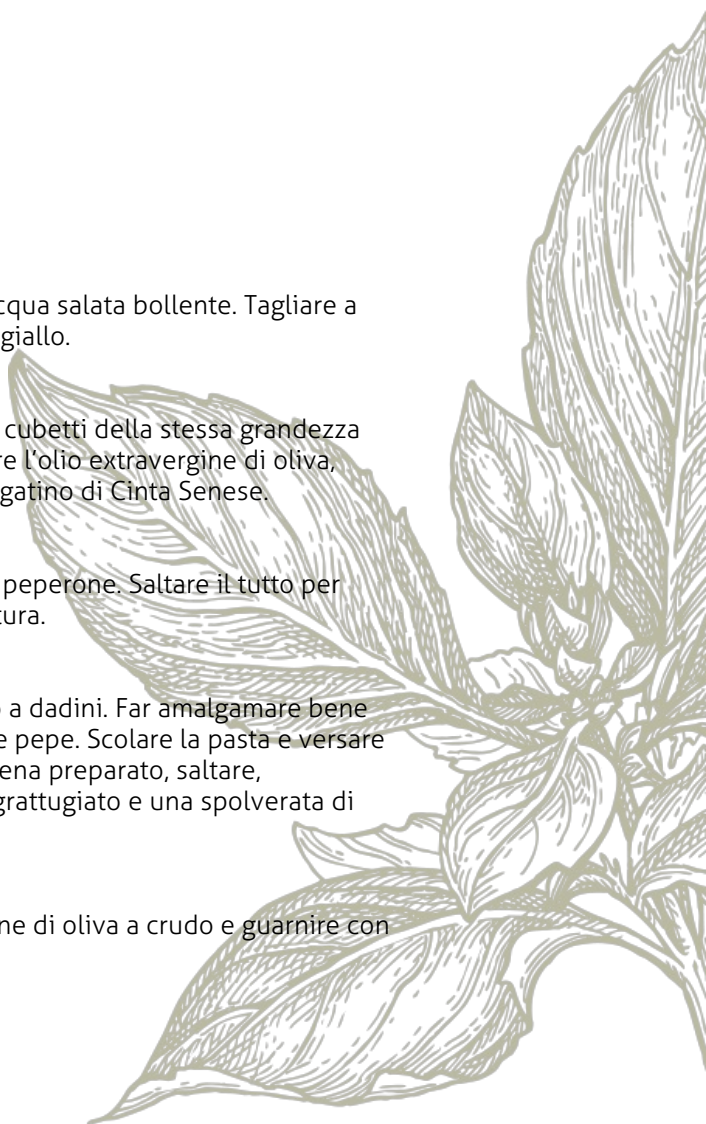 cqua salata bollente. Tagliare a
giallo.
cubetti della stessa grandezza
re l'olio extravergine di oliva,
gatino di Cinta Senese.
peperone. Saltare il tutto per
tura.
o a dadini. Far amalgamare bene
e pepe. Scolare la pasta e versare
ena preparato, saltare,
grattugiato e una spolverata di
ne di oliva a crudo e guarnire con